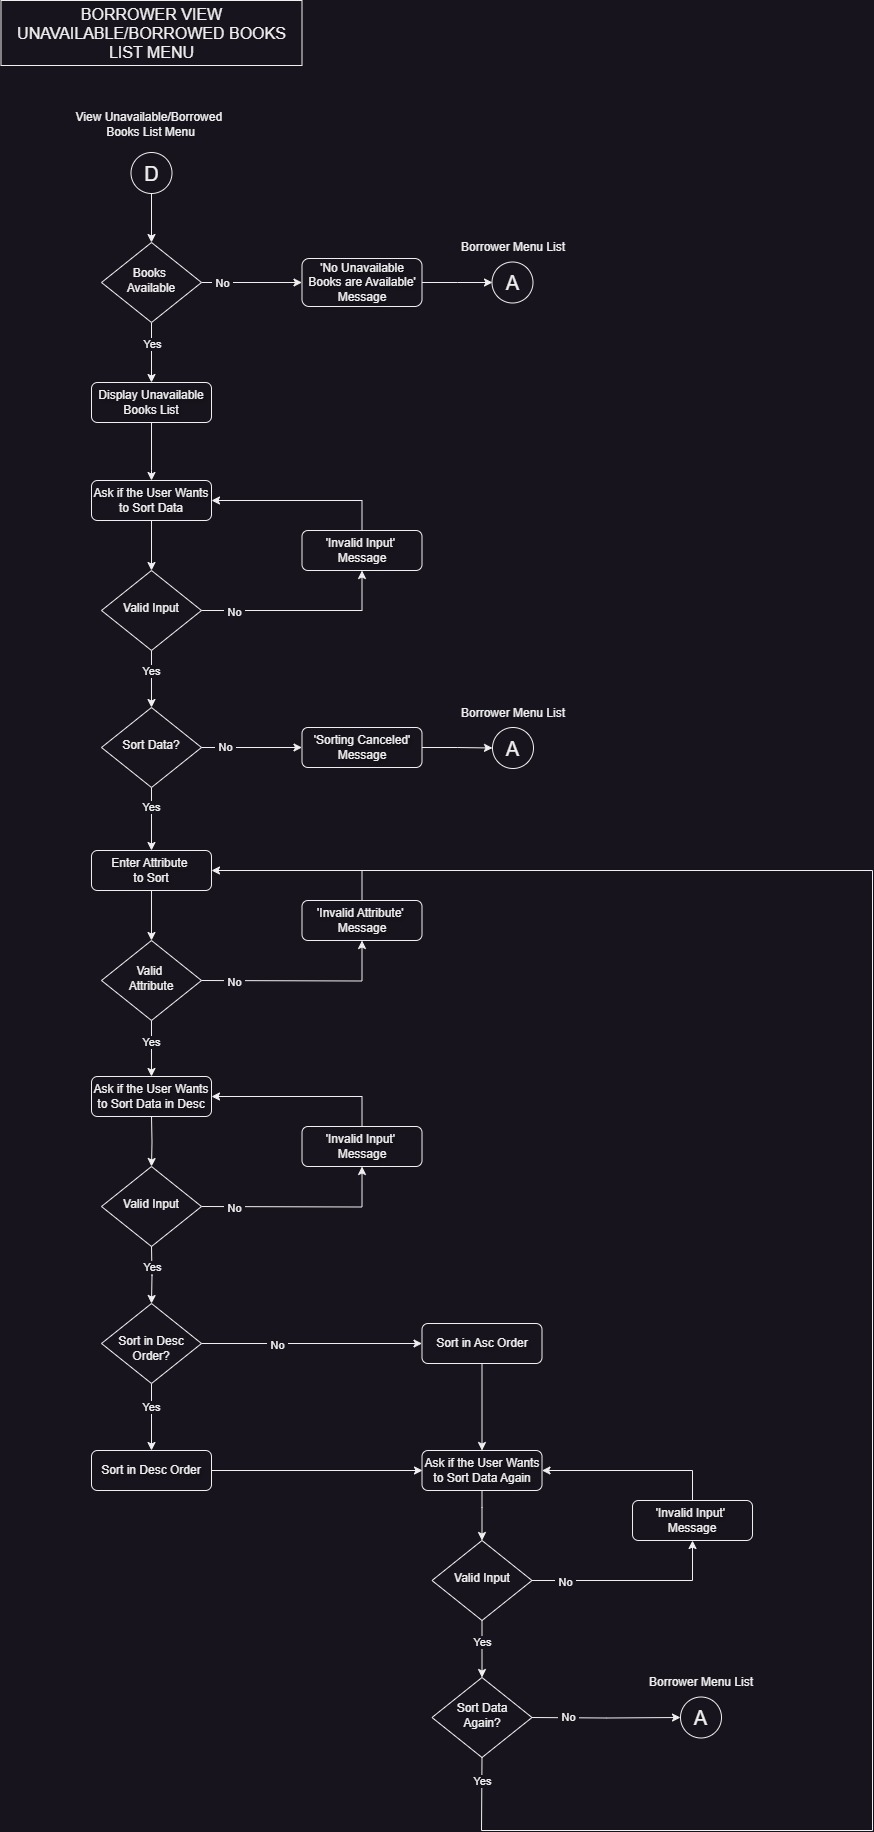 BORROWER VIEW
UNAVAILABLE/BORROWED BOOKS
LIST MENU
View Unavailable/Borrowed
Books List Menu
D
Books
Available
No
'No Unavailable
Books are Available'
Message
Borrower Menu List
A
Yes
Display Unavailable
Books List
Ask if the User Wants
to Sort Data
'Invalid Input'
Message
Valid Input
No
Yes
Sort Data?
No
'Sorting Canceled'
Message
Borrower Menu List
A
Yes
Enter Attribute
to Sort
'Invalid Attribute'
Message
Valid
Attribute
No
Yes
Ask if the User Wants
to Sort Data in Desc
'Invalid Input'
Message
Valid Input
No
Yes
Sort in Desc
Order?
No
Sort in Asc Order
Yes
Sort in Desc Order
Ask if the User Wants
to Sort Data Again
'Invalid Input'
Message
Valid Input
No
Yes
Sort Data
Again?
No
Borrower Menu List
A
Yes